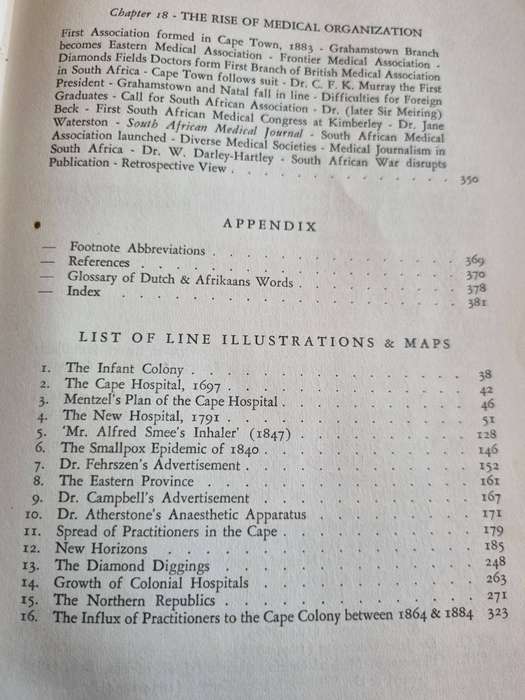 Chapter 18 - THE RISE OF MEDICAL ORGANIZATION
First Association formed in Cape Town, 1883 - Grahamstown Branch
becomes Eastern Medical Association - Frontier Medical Association -
Diamonds Fields Doctors form First Branch of British Medical Association
in South Africa - Cape Town follows suit - Dr. C. F. K. Murray the First
President - Grahamstown and Natal fall in line - Difficulties for Foreign
Graduates - Call for South African Association - Dr. (later Sir Meiring)
Beck - First South African Medical Congress at Kimberley - Dr. Jane
Waterston - South African Medical Journal - South African Medical
Association launched - Diverse Medical Societies - Medical Journalism in
South Africa - Dr. W. Darley-Hartley - South African War disrupts
Publication - Retrospective View . . . . . . . . . . . . 350
APPENDIX
— Footnote Abbreviations . . . . . . . . . . . . 369
— References . . . . . . . . . . . . 370
— Glossary of Dutch & Afrikaans Words . . . . . . . . 378
— Index . . . . . . . . . . . . 381
LIST OF LINE ILLUSTRATIONS & MAPS
1. The Infant Colony . . . . . . . . . . . . 38
2. The Cape Hospital, 1697 . . . . . . . . . . . 42
3. Mentzel's Plan of the Cape Hospital . . . . . . . . 46
4. The New Hospital, 1791 . . . . . . . . . . . 51
5. 'Mr. Alfred Smee's Inhaler' (1847) . . . . . . . . 128
6. The Smallpox Epidemic of 1840 . . . . . . . . . 146
7. Dr. Fehrszen's Advertisement . . . . . . . . . . 152
8. The Eastern Province . . . . . . . . . . . 161
9. Dr. Campbell's Advertisement . . . . . . . . . 167
10. Dr. Atherstone's Anaesthetic Apparatus . . . . . . . 171
11. Spread of Practitioners in the Cape . . . . . . . . 179
12. New Horizons . . . . . . . . . . . . 185
13. The Diamond Diggings . . . . . . . . . . 248
14. Growth of Colonial Hospitals . . . . . . . . . 263
15. The Northern Republics . . . . . . . . . . 271
16. The Influx of Practitioners to the Cape Colony between 1864 & 1884 323